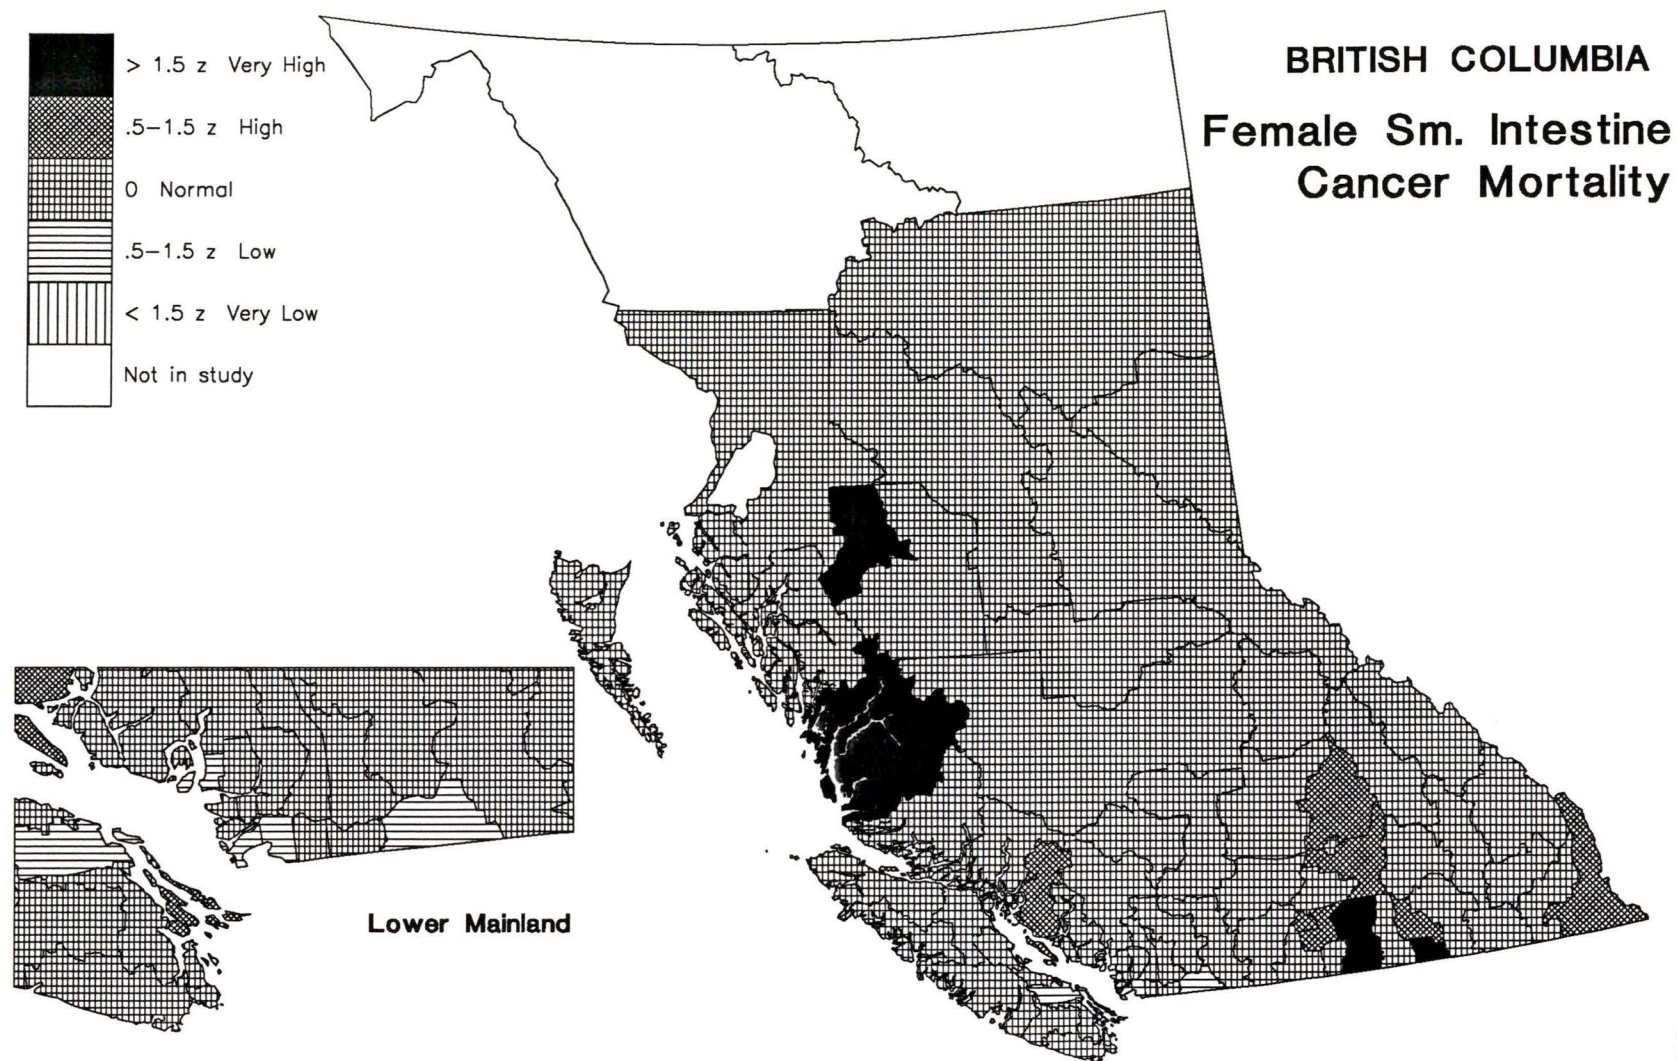 BRITISH COLUMBIA
Female Sm. Intestine
Cancer Mortality
> 1.5 z Very High
.5–1.5 z High
0 Normal
.5–1.5 z Low
< 1.5 z Very Low
Not in study
Lower Mainland